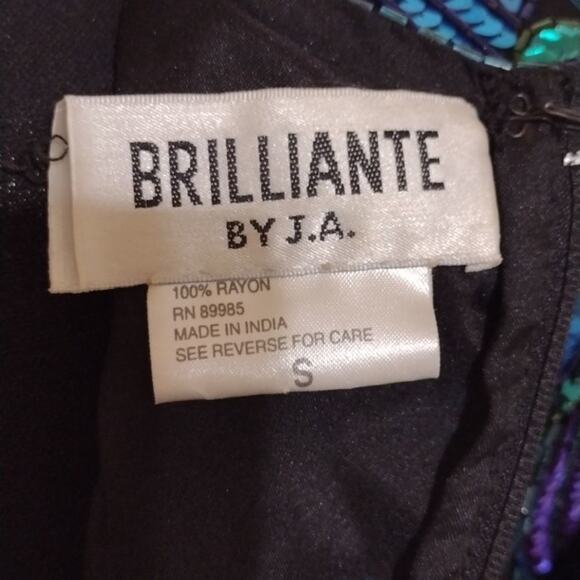 BRILLIANTE
BY J.A.
100% RAYON
RN 89985
MADE IN INDIA
SEE REVERSE FOR CARE
S